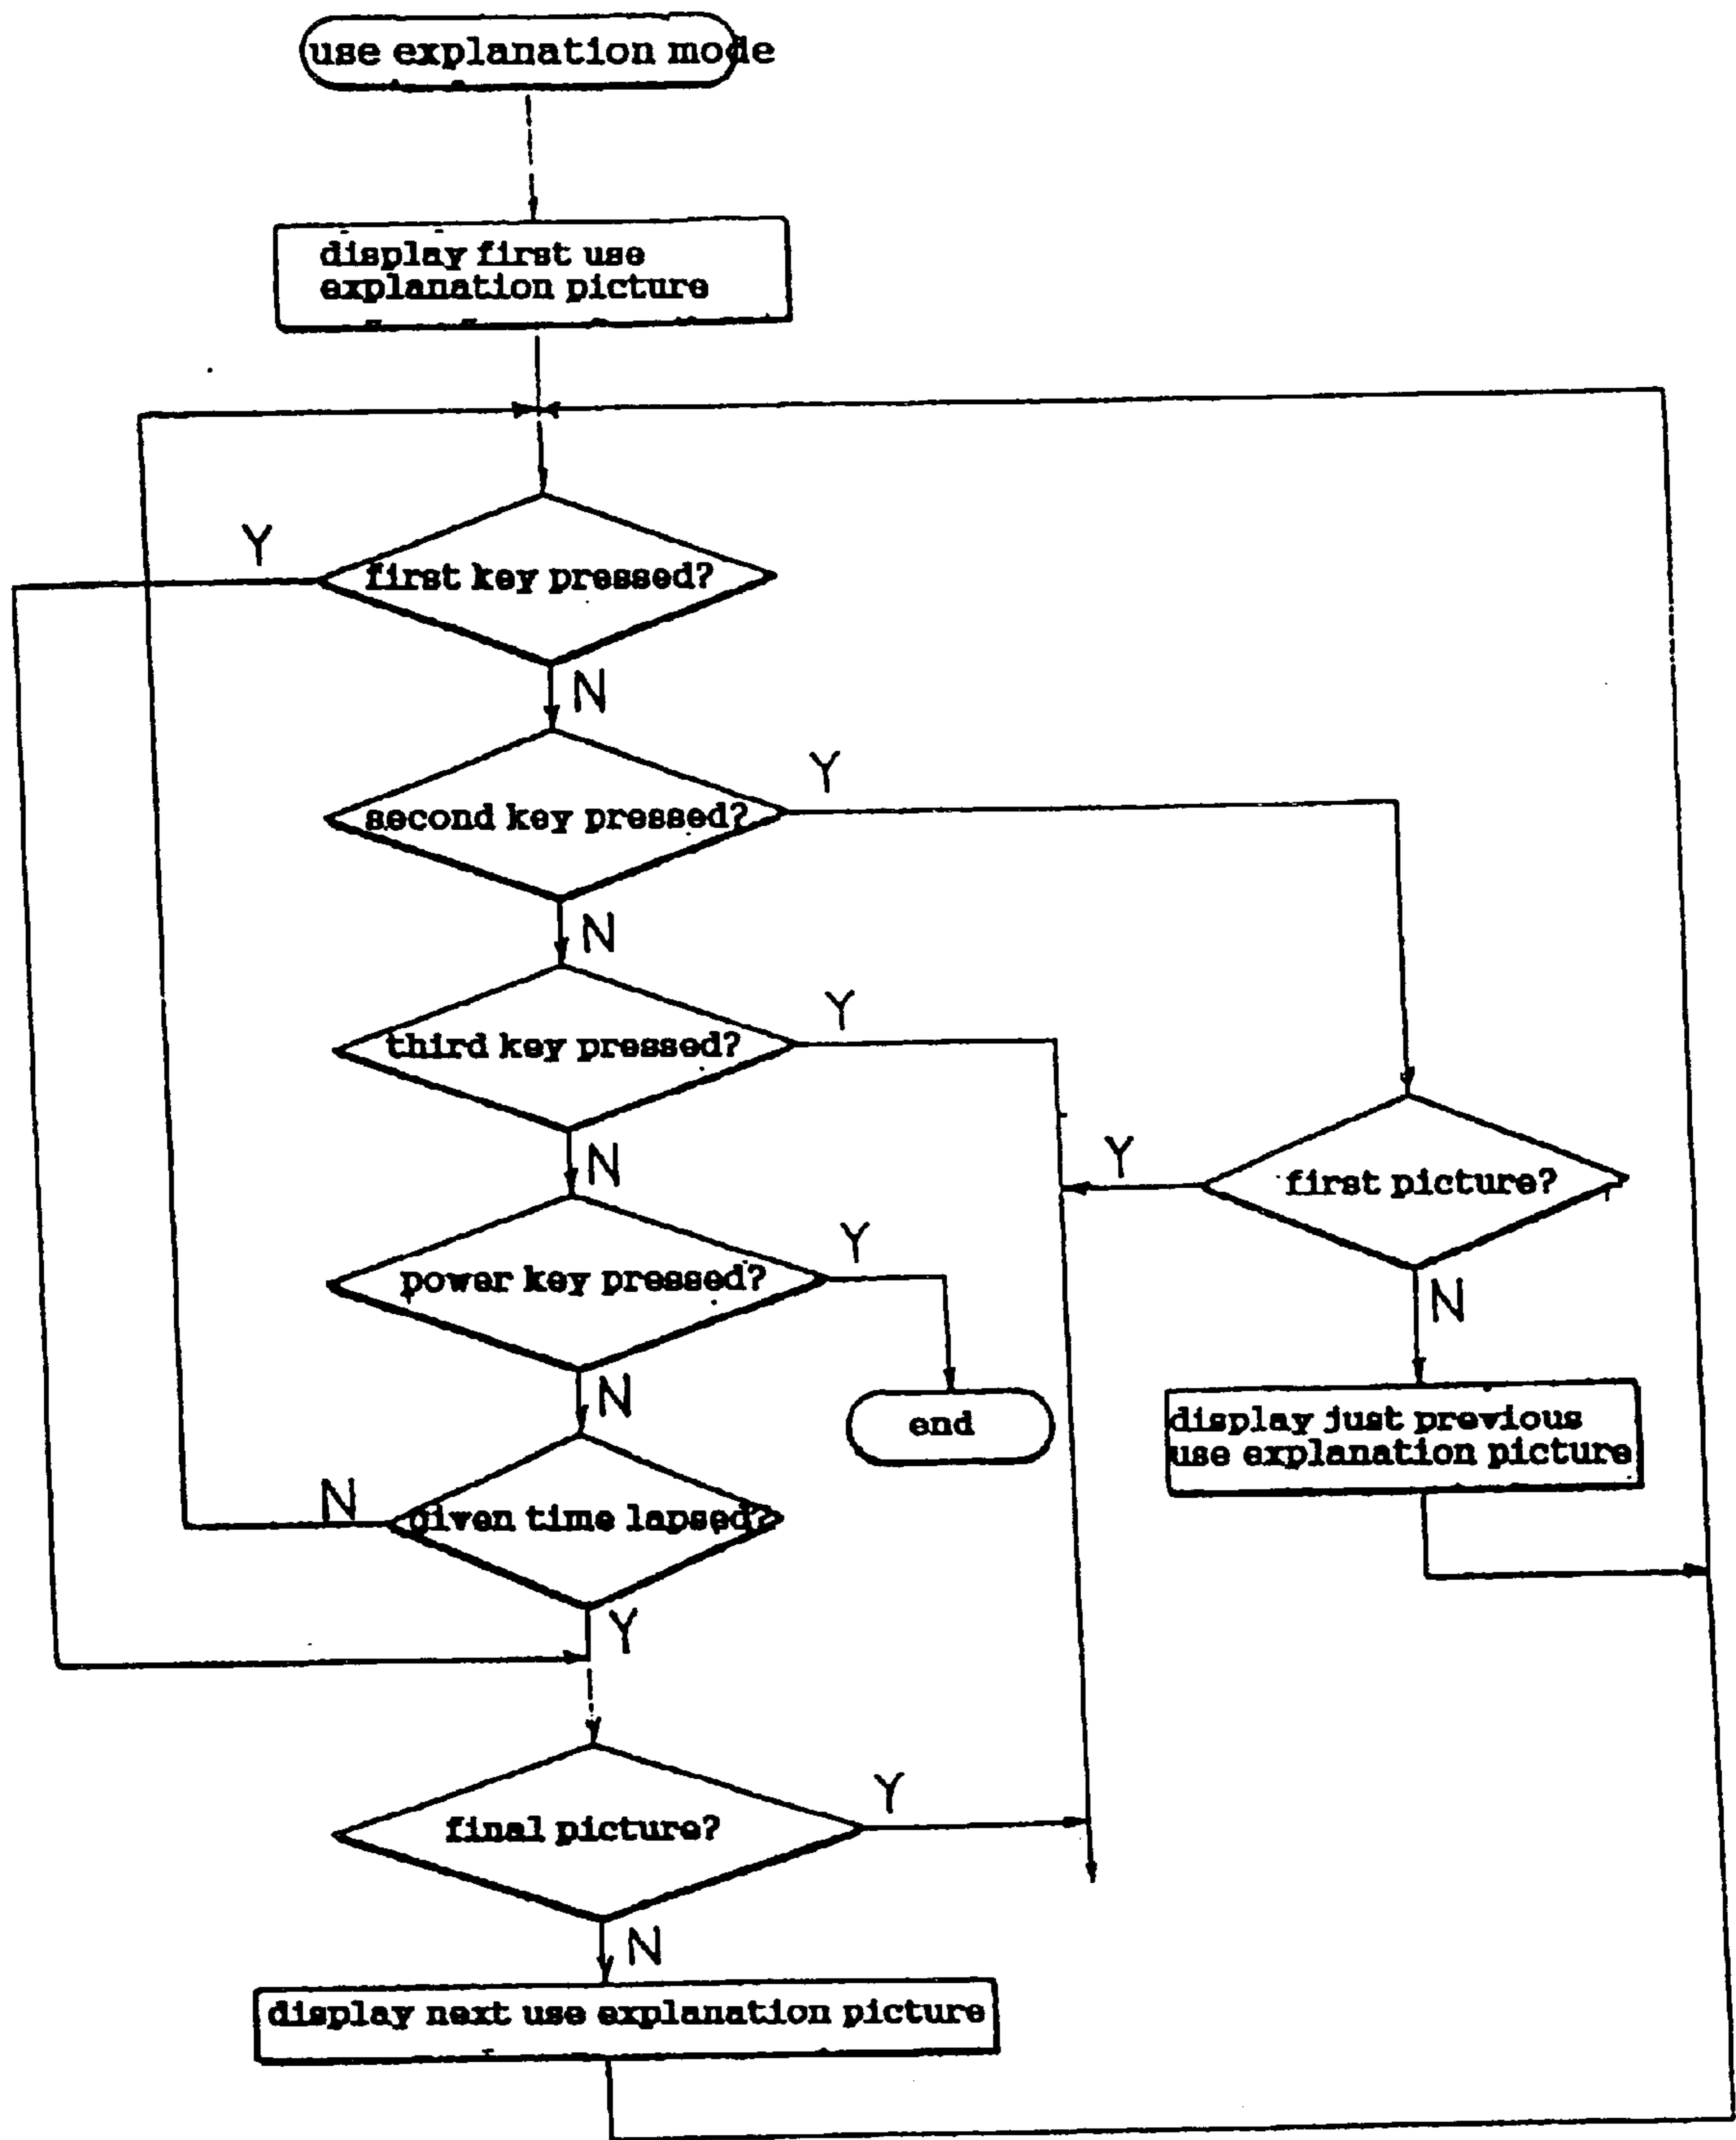 use explanation mode
display first use
explanation picture
Y
first key pressed?
N
Y
second key pressed?
N
Y
third key pressed?
N
Y
first picture?
Y
power key pressed?
N
N
end
display just previous
use explanation picture
N
given time lapsed?
Y
Y
final picture?
N
display next use explanation picture